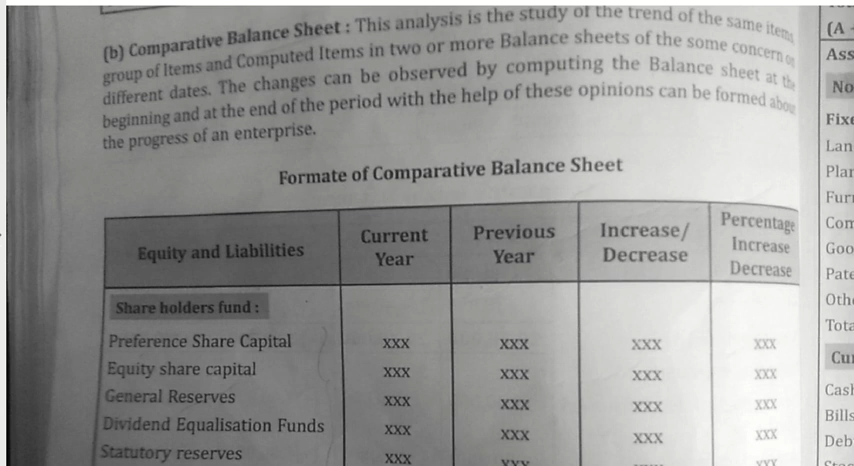 (b) Comparative Balance Sheet : This analysis is the study of the trend of the same items,
group of Items and Computed Items in two or more Balance sheets of the some concern on
different dates. The changes can be observed by computing the Balance sheet at the
beginning and at the end of the period with the help of these opinions can be formed about
the progress of an enterprise.
Formate of Comparative Balance Sheet
Equity and Liabilities Current Year Previous Year Increase/ Decrease Percentage Increase Decrease
Share holders fund :
Preference Share Capital xxx xxx xxx xxx
Equity share capital xxx xxx xxx xxx
General Reserves xxx xxx xxx xxx
Dividend Equalisation Funds xxx xxx xxx xxx
Statutory reserves xxx xxx xxx
(A
Ass
No
Fixe
Lan
Plan
Furn
Com
Goo
Pate
Othe
Tota
Cur
Cash
Bills
Deb